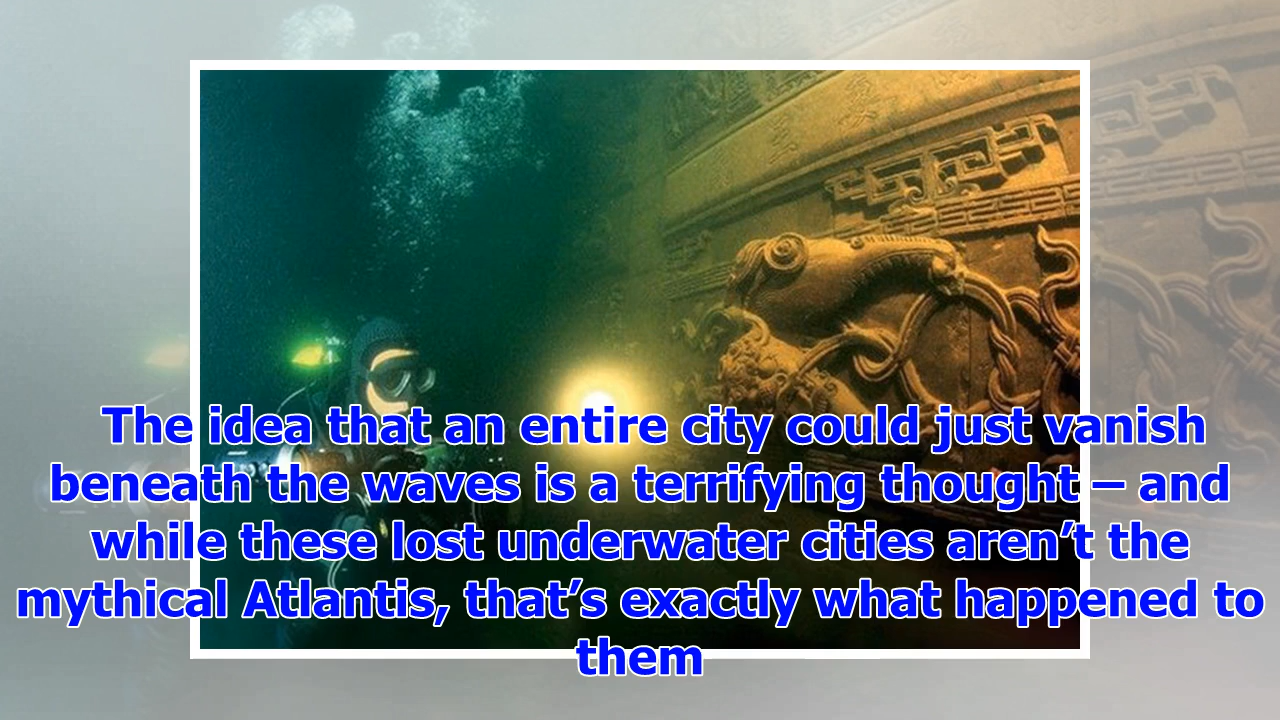 The idea that an entire city could just vanish
beneath the waves is a terrifying thought – and
while these lost underwater cities aren’t the
mythical Atlantis, that’s exactly what happened to
them